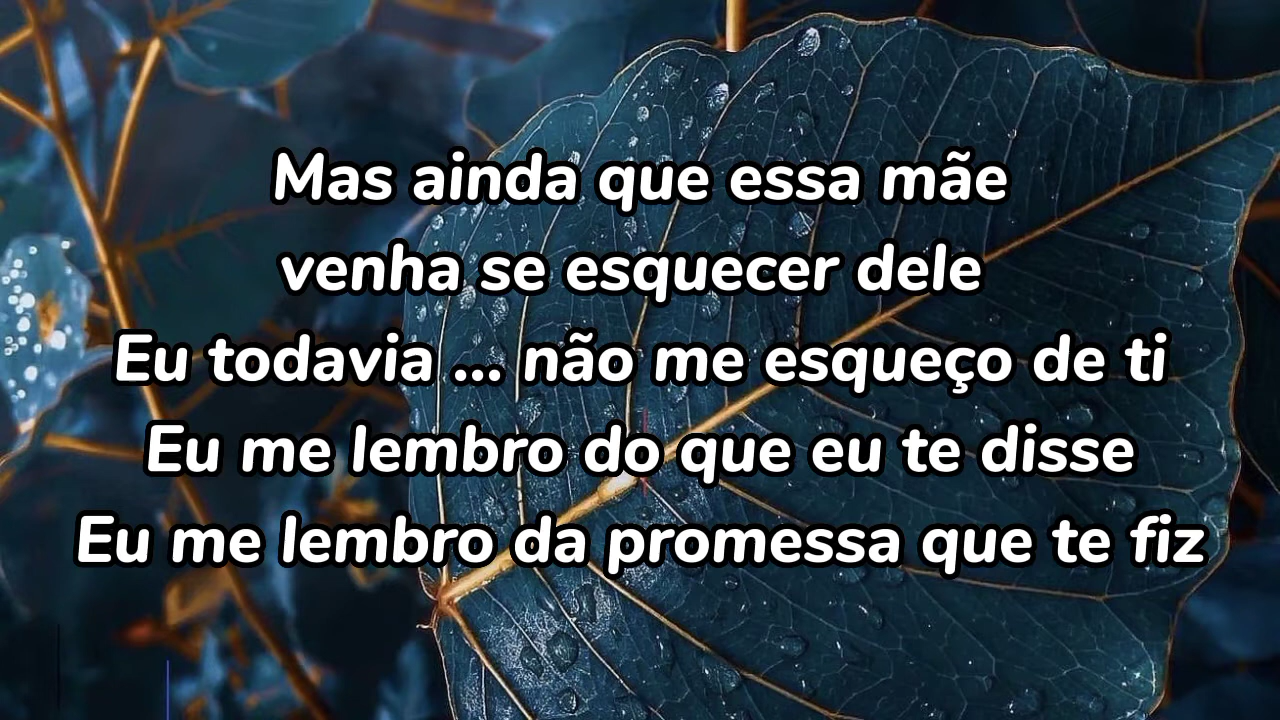 Mas ainda que essa mãe
venha se esquecer dele
Eu todavia ... não me esqueço de ti
Eu me lembro do que eu te disse
Eu me lembro da promessa que te fiz